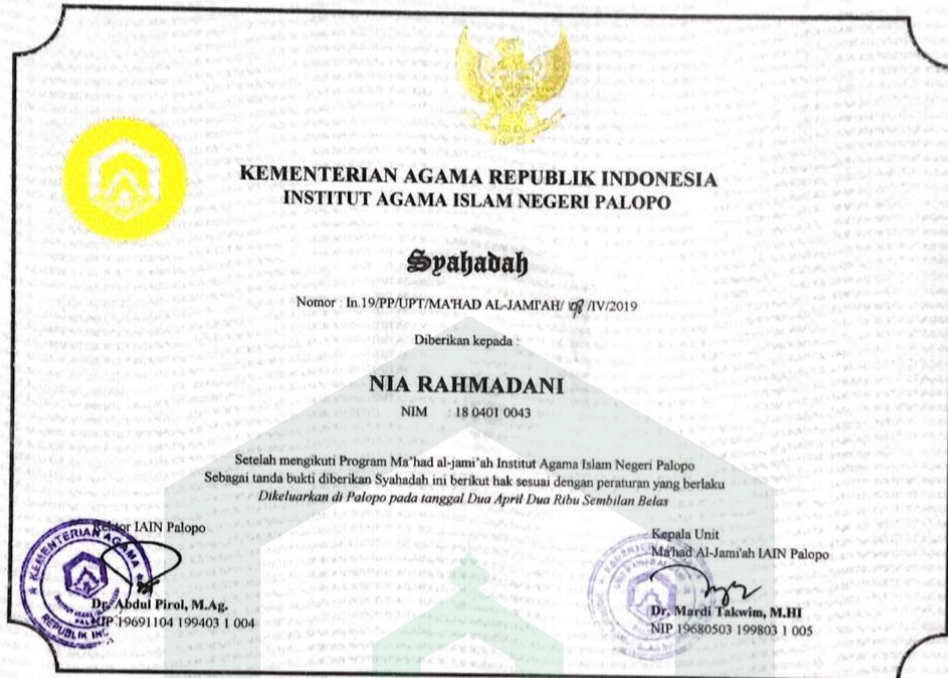 KEMENTERIAN AGAMA REPUBLIK INDONESIA
INSTITUT AGAMA ISLAM NEGERI PALOPO
Syahadah
Nomor : In.19/PP/UPT/MA'HAD AL-JAMI'AH/ /IV/2019
Diberikan kepada :
NIA RAHMADANI
NIM : 18 0401 0043
Setelah mengikuti Program Ma'had al-jami'ah Institut Agama Islam Negeri Palopo
Sebagai tanda bukti diberikan Syahadah ini berikut hak sesuai dengan peraturan yang berlaku
Dikeluarkan di Palopo pada tanggal Dua April Dua Ribu Sembilan Belas
Rektor IAIN Palopo
KEMENTERIAN AGAMA
REPUBLIK
Dr. Abdul Pirol, M.Ag.
NIP 19691104 199403 1 004
Kepala Unit
Ma'had Al-Jami'ah IAIN Palopo
Dr. Mardi Takwim, M.HI
NIP 19680503 199803 1 005